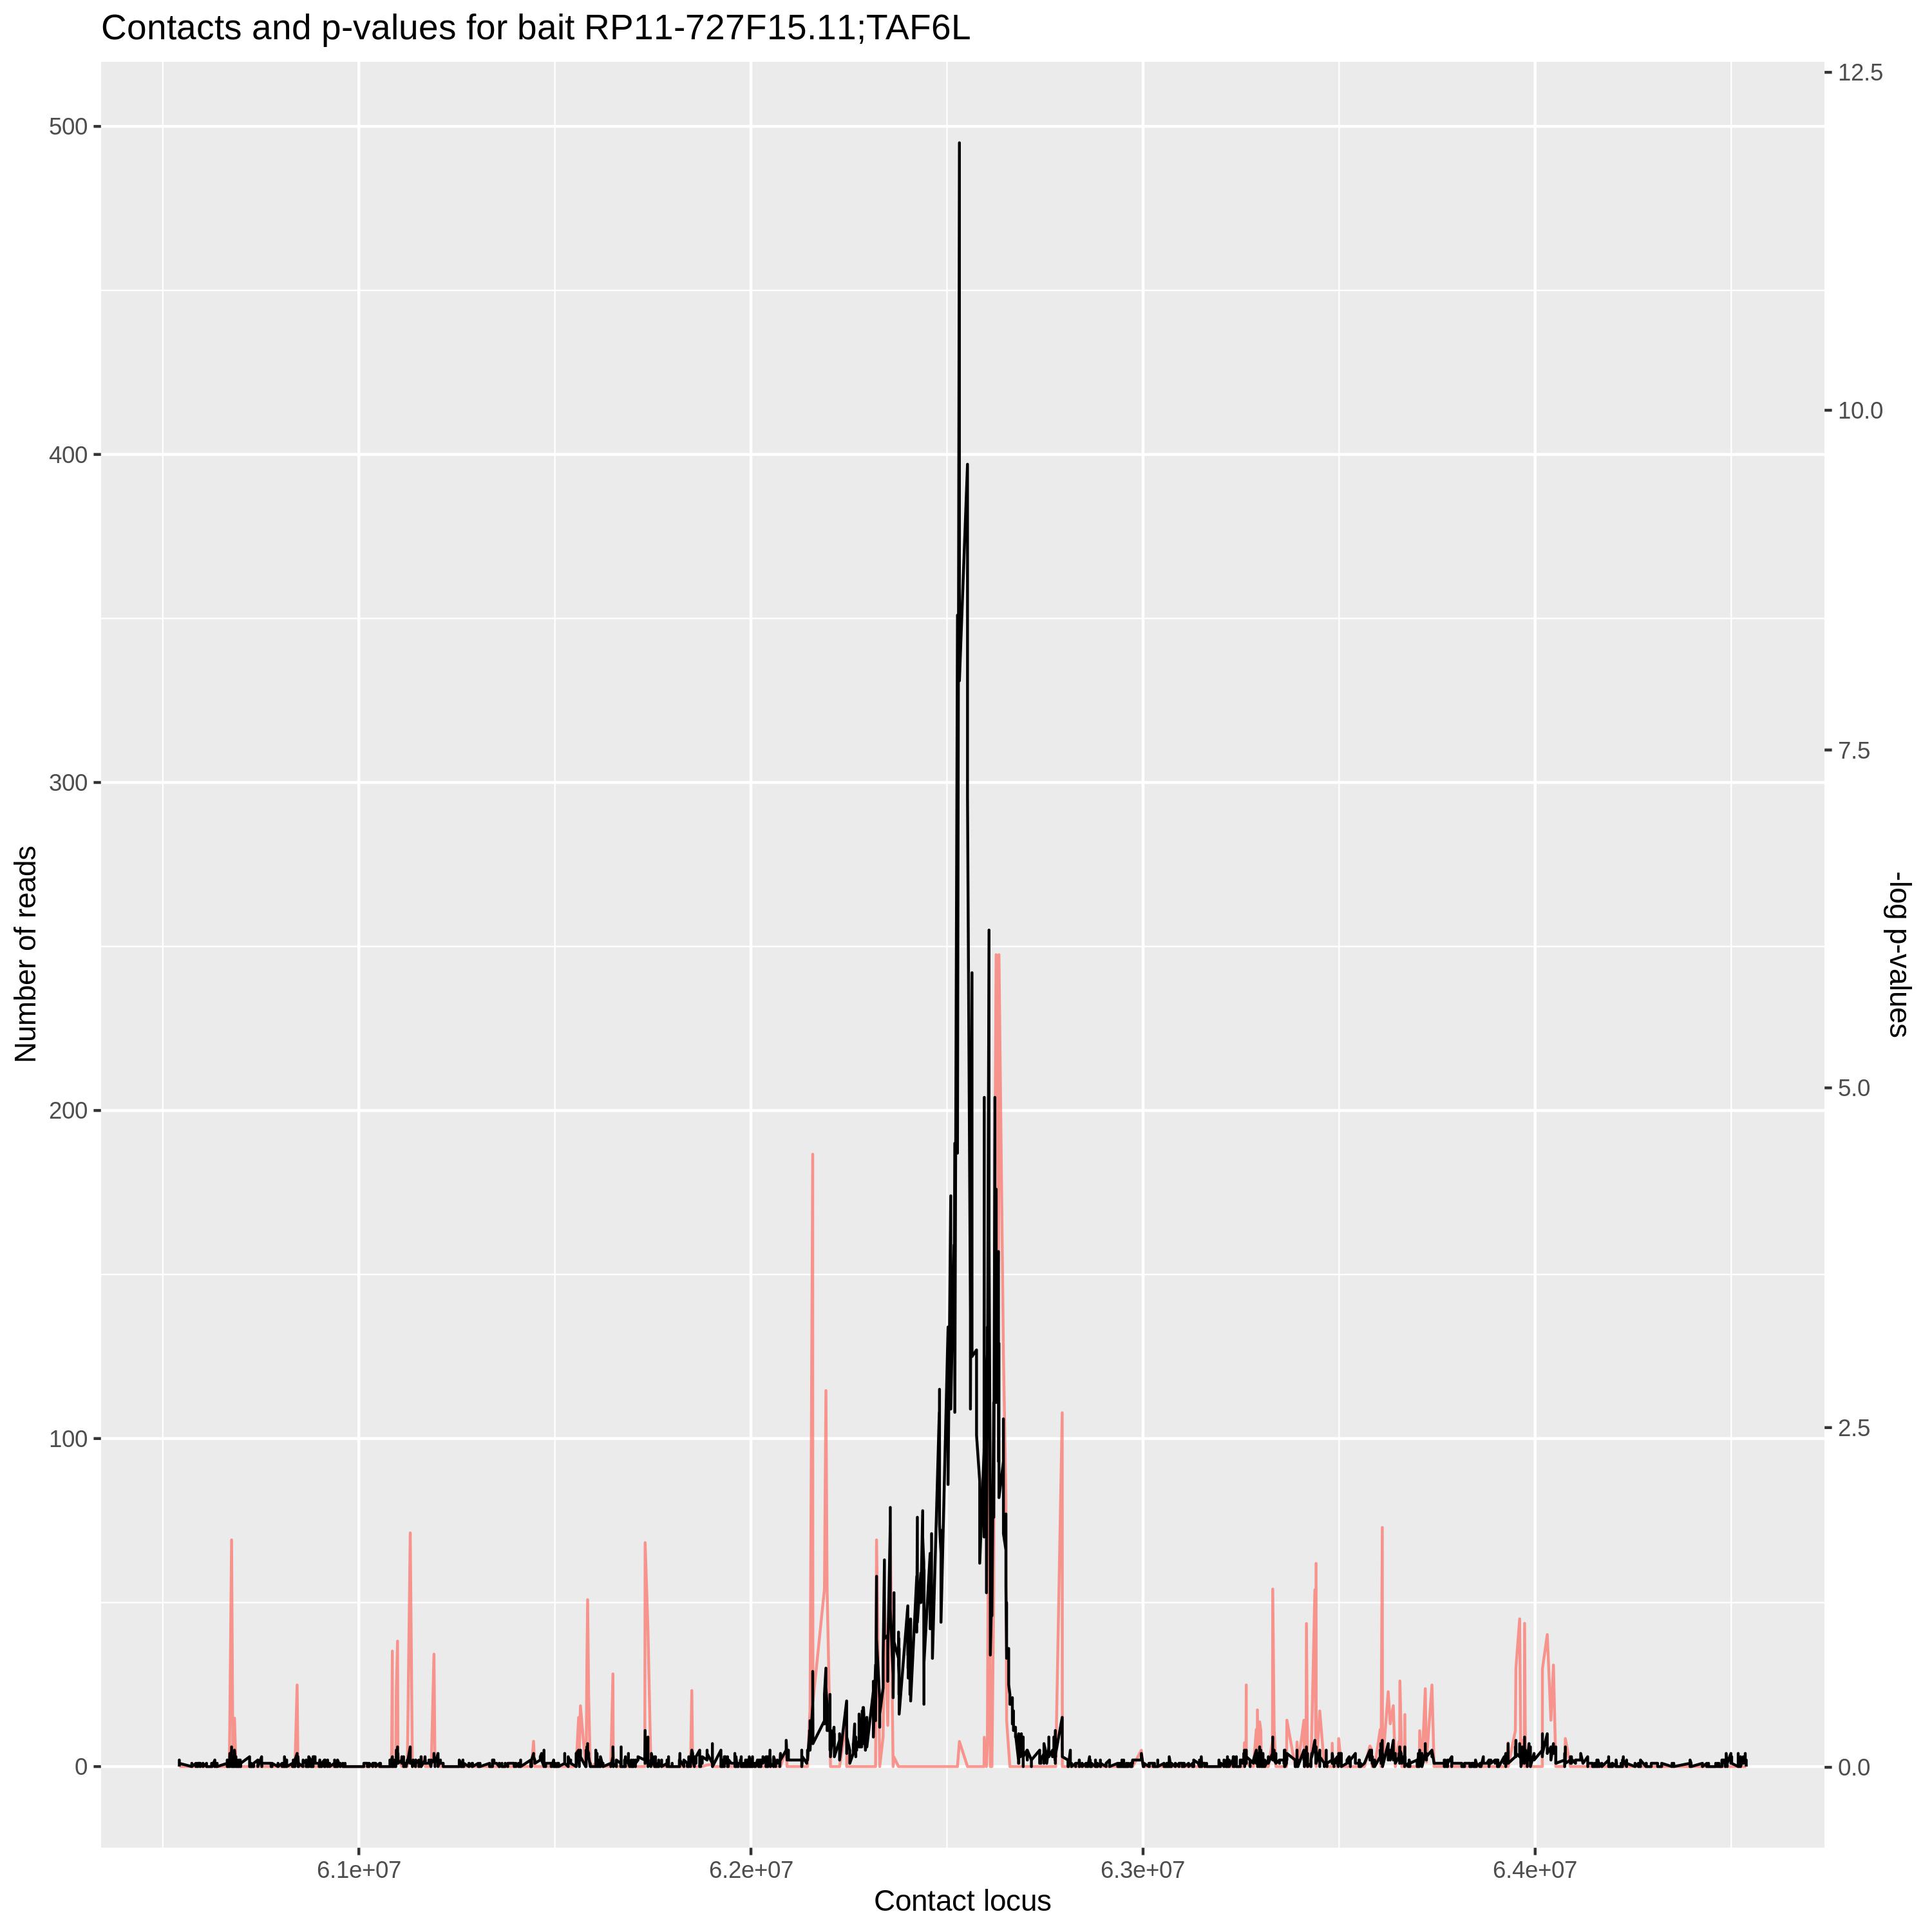 Contacts and p-values for bait RP11-727F15.11;TAF6L
Number of reads
500
400
300
200
100
0
12.5
10.0
7.5
5.0
2.5
0.0
-log p-values
6.1e+07
6.2e+07
6.3e+07
6.4e+07
Contact locus